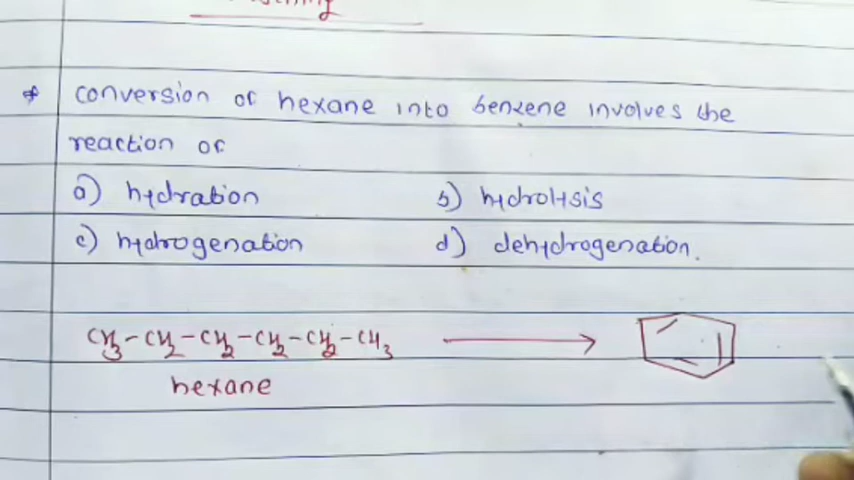 * conversion of hexane into benzene involves the
reaction of
a) hydration b) hydrolysis
c) hydrogenation d) dehydrogenation.
CH3-CH2-CH2-CH2-CH2-CH3
hexane